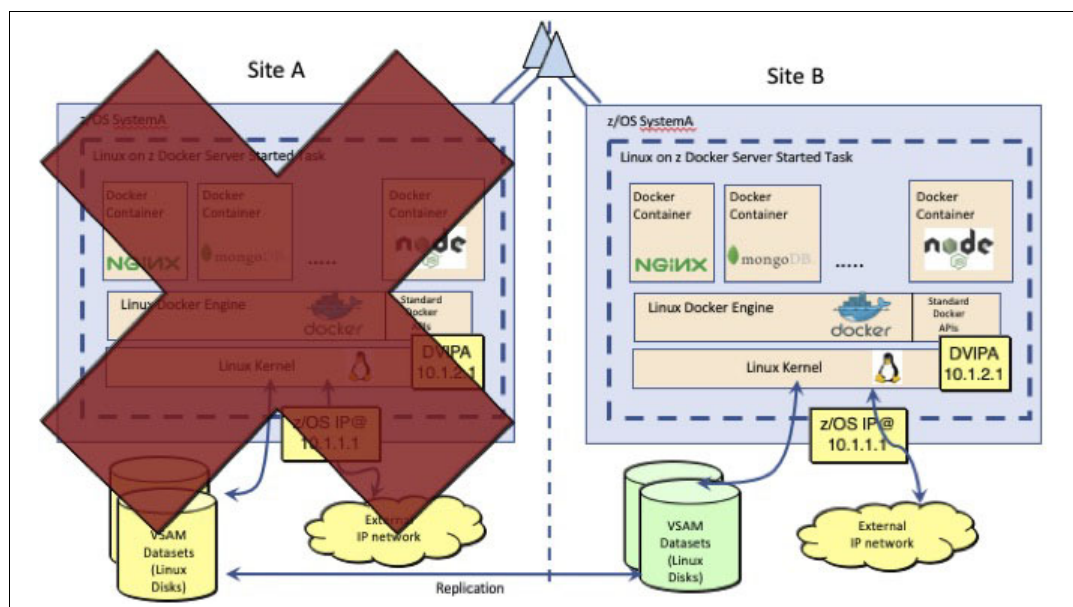 Site A
z/OS SystemA
Linux on z Docker Server Started Task
Docker
Container
NGINX
Docker
Container
mongoDB
.....
Docker
Container
node
JS
Linux Docker Engine
docker
Standard
Docker
APIs
Linux Kernel
DVIPA
10.1.2.1
z/OS IP@
10.1.1.1
VSAM
Datasets
(Linux
Disks)
External
IP network
Site B
z/OS SystemA
Linux on z Docker Server Started Task
Docker
Container
NGINX
Docker
Container
mongoDB
.....
Docker
Container
node
JS
Linux Docker Engine
docker
Standard
Docker
APIs
Linux Kernel
DVIPA
10.1.2.1
z/OS IP@
10.1.1.1
VSAM
Datasets
(Linux
Disks)
External
IP network
Replication